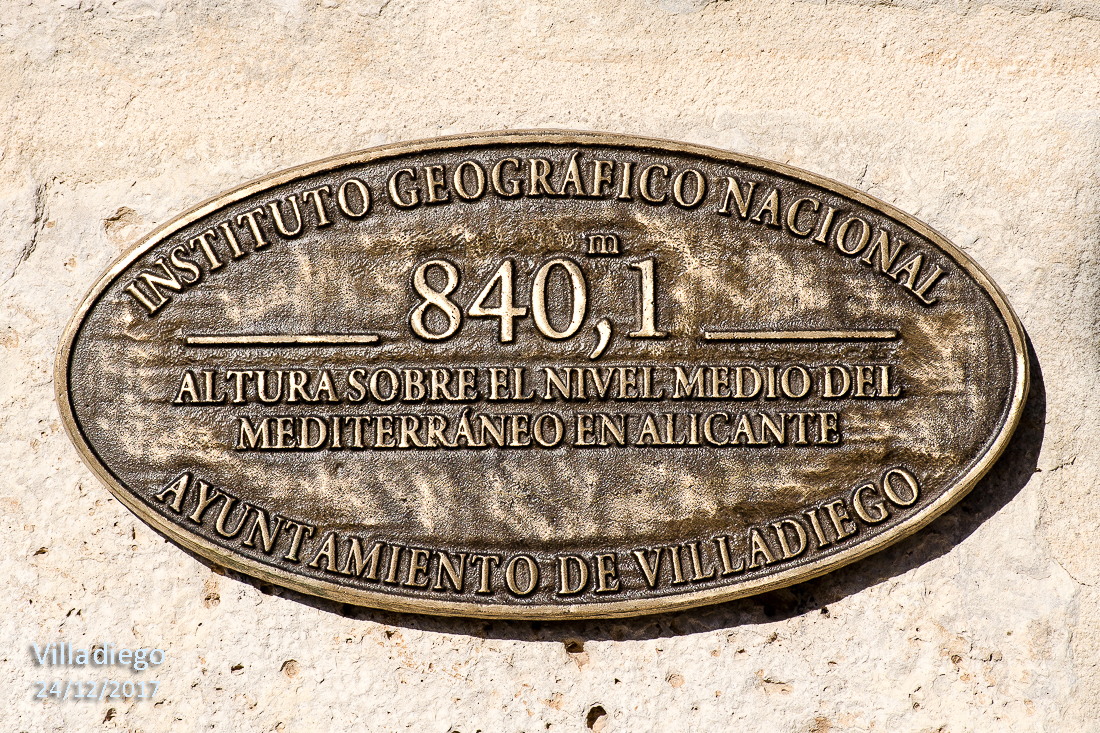 INSTITUTO GEOGRÁFICO NACIONAL
840,1 m
ALTURA SOBRE EL NIVEL MEDIO DEL
MEDITERRÁNEO EN ALICANTE
AYUNTAMIENTO DE VILLADIEGO
Villadiego
24/12/2017